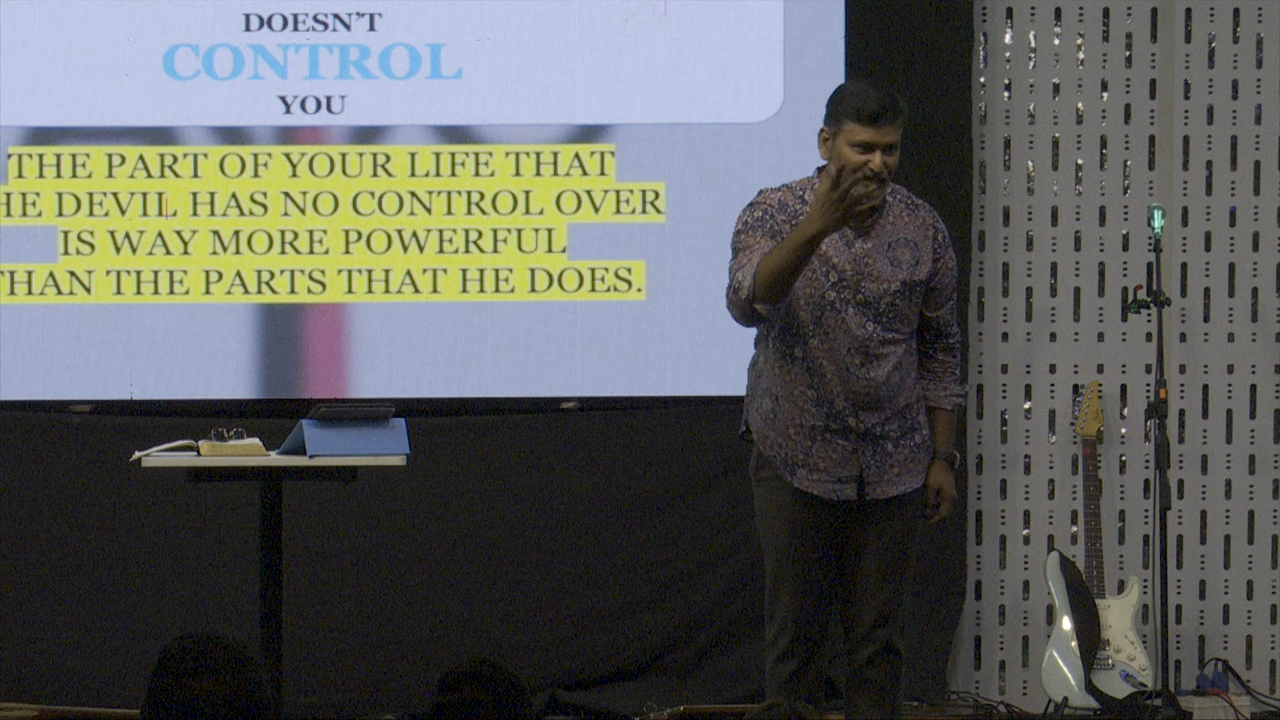 DOESN'T
CONTROL
YOU
THE PART OF YOUR LIFE THAT
HE DEVIL HAS NO CONTROL OVER
IS WAY MORE POWERFUL
THAN THE PARTS THAT HE DOES.